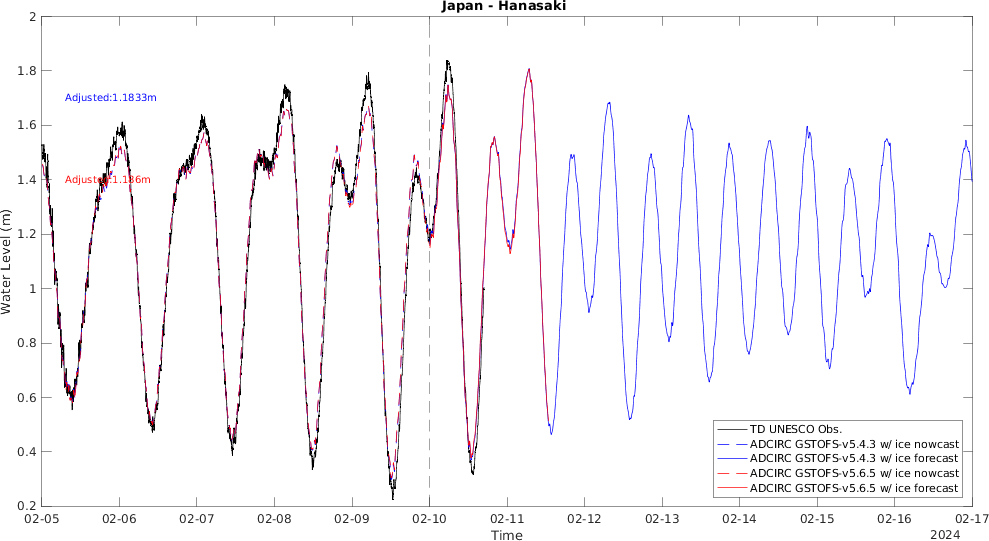 Japan - Hanasaki
Water Level (m)
2
1.8
1.6
1.4
1.2
1
0.8
0.6
0.4
0.2
Adjusted:1.1833m
Adjusted:1.186m
TD UNESCO Obs.
ADCIRC GSTOFS-v5.4.3 w/ ice nowcast
ADCIRC GSTOFS-v5.4.3 w/ ice forecast
ADCIRC GSTOFS-v5.6.5 w/ ice nowcast
ADCIRC GSTOFS-v5.6.5 w/ ice forecast
02-05 02-06 02-07 02-08 02-09 02-10 02-11 02-12 02-13 02-14 02-15 02-16 02-17
Time
2024